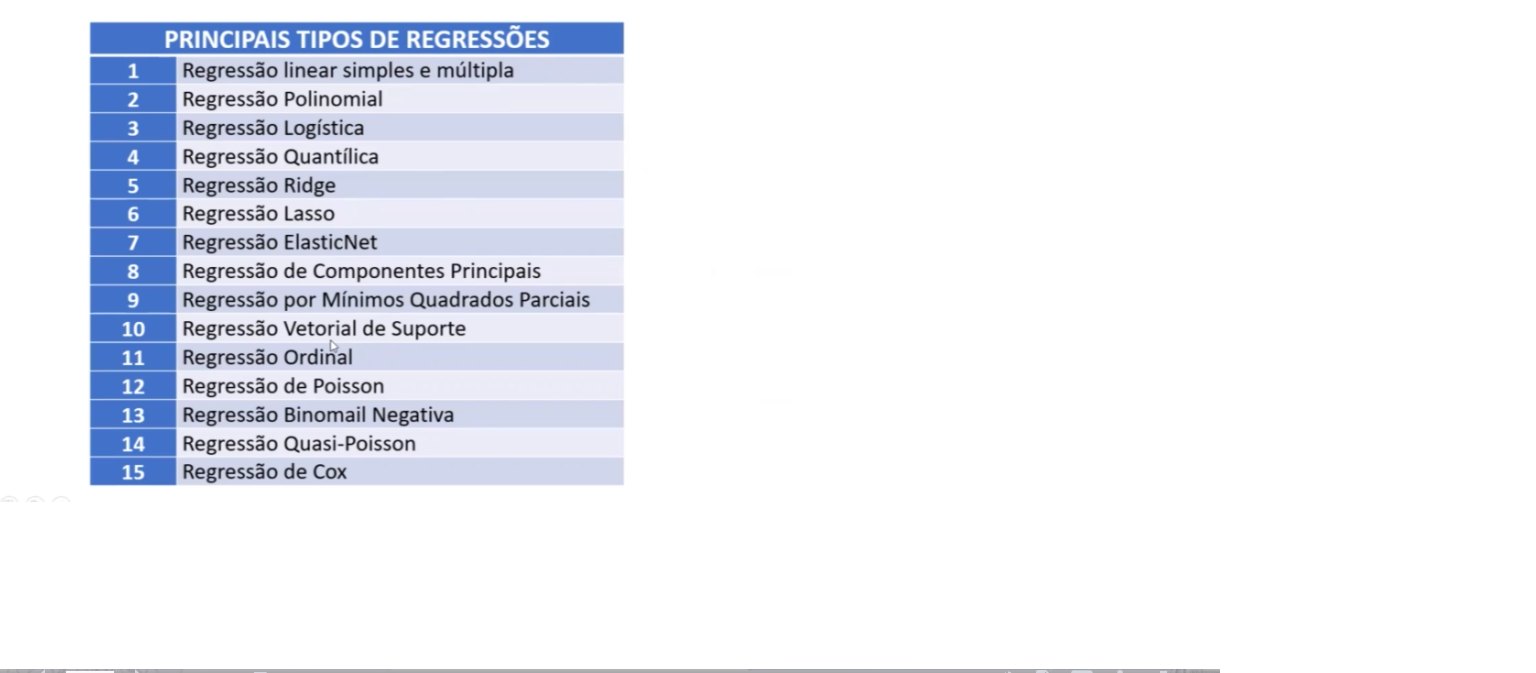 PRINCIPAIS TIPOS DE REGRESSÕES
1 Regressão linear simples e múltipla
2 Regressão Polinomial
3 Regressão Logística
4 Regressão Quantílica
5 Regressão Ridge
6 Regressão Lasso
7 Regressão ElasticNet
8 Regressão de Componentes Principais
9 Regressão por Mínimos Quadrados Parciais
10 Regressão Vetorial de Suporte
11 Regressão Ordinal
12 Regressão de Poisson
13 Regressão Binomail Negativa
14 Regressão Quasi-Poisson
15 Regressão de Cox